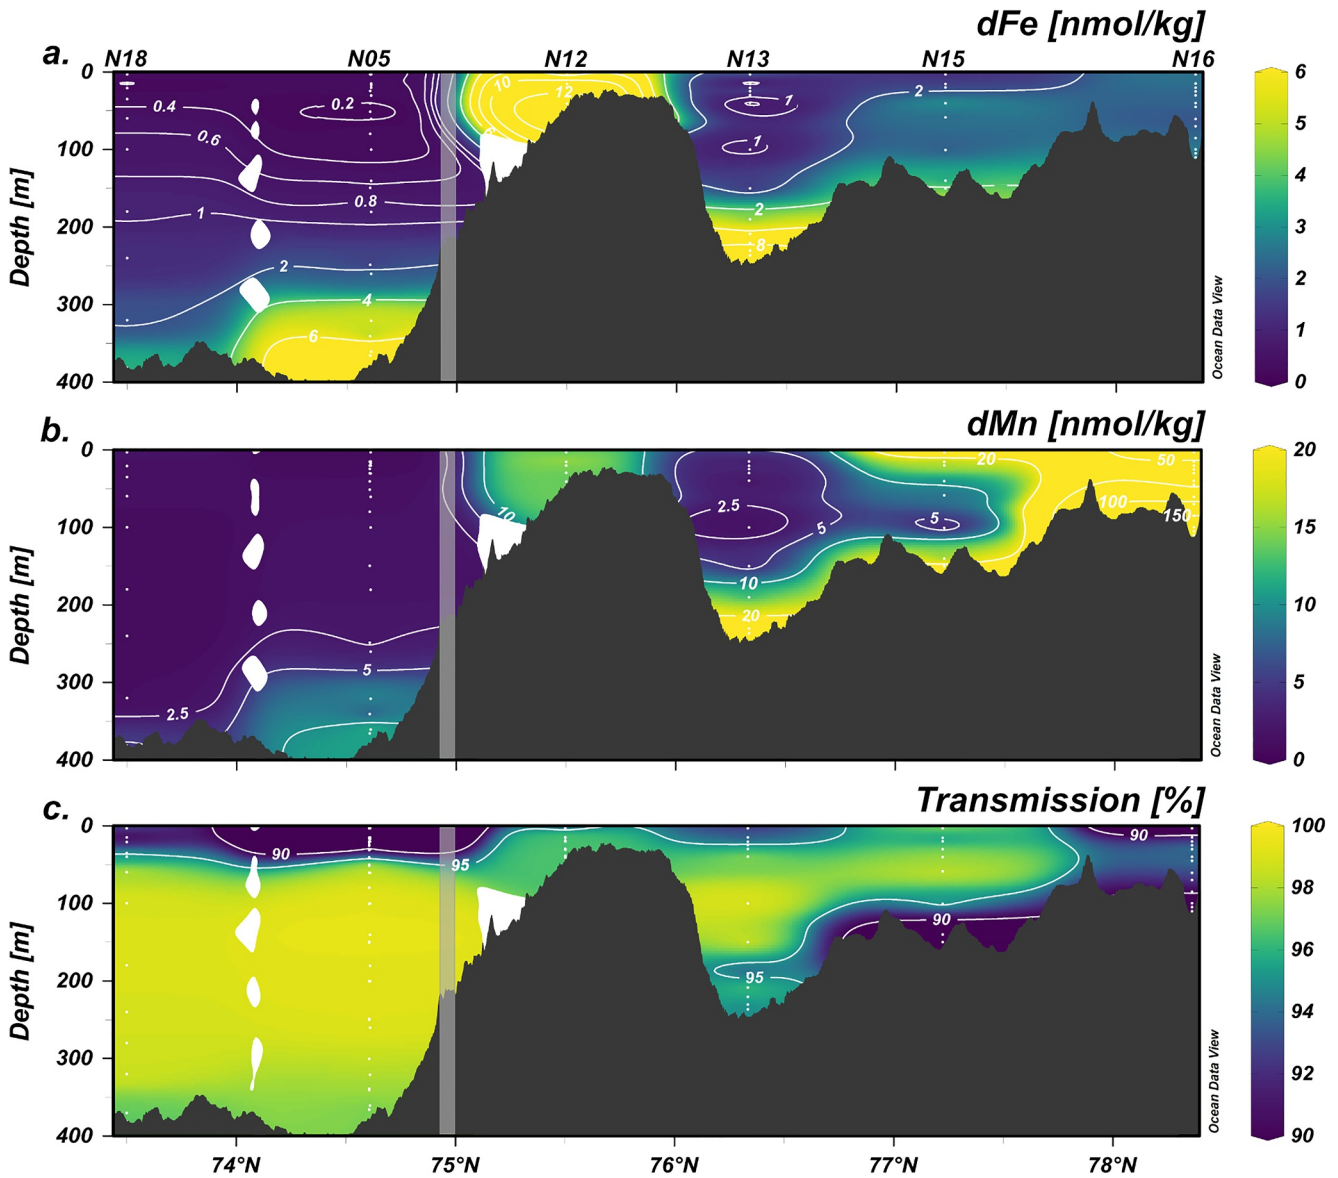 dFe [nmol/kg]
a.
N18 N05 N12 N13 N15 N16
0 100 200 300 400
Depth [m]
0.4 0.6 0.2 0.8 1 2 4 6
10 12
1 1 2 8 2
Ocean Data View
6 5 4 3 2 1 0
dMn [nmol/kg]
b.
0 100 200 300 400
Depth [m]
2.5 5 10 2.5 5 10 20 5 20 50 100 150
Ocean Data View
20 15 10 5 0
Transmission [%]
c.
0 100 200 300 400
Depth [m]
90 95 95 90 90
Ocean Data View
100 98 96 94 92 90
74°N 75°N 76°N 77°N 78°N